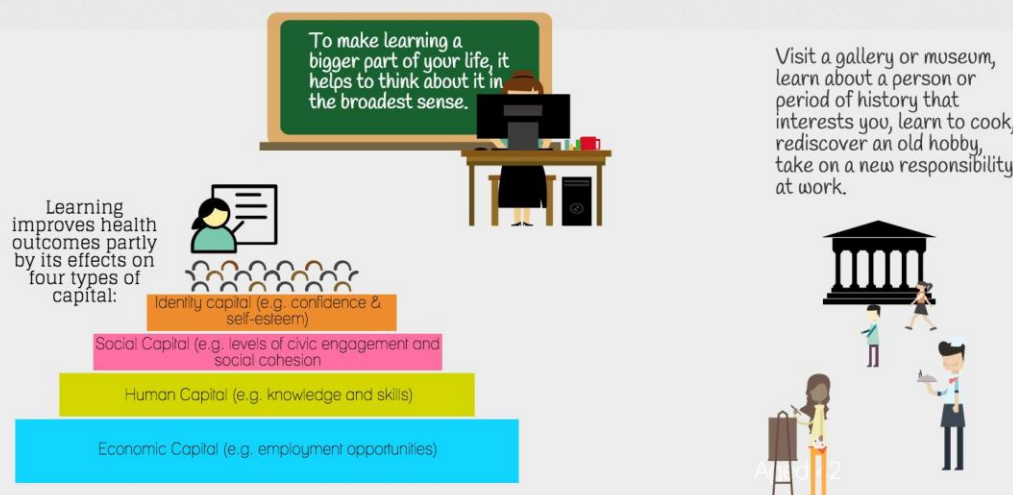 To make learning a
bigger part of your life, it
helps to think about it in
the broadest sense.
Visit a gallery or museum,
learn about a person or
period of history that
interests you, learn to cook,
rediscover an old hobby,
take on a new responsibility
at work.
Learning
improves health
outcomes partly
by its effects on
four types of
capital:
Identity capital (e.g. confidence &
self-esteem)
Social Capital (e.g. levels of civic engagement and
social cohesion
Human Capital (e.g. knowledge and skills)
Economic Capital (e.g. employment opportunities)